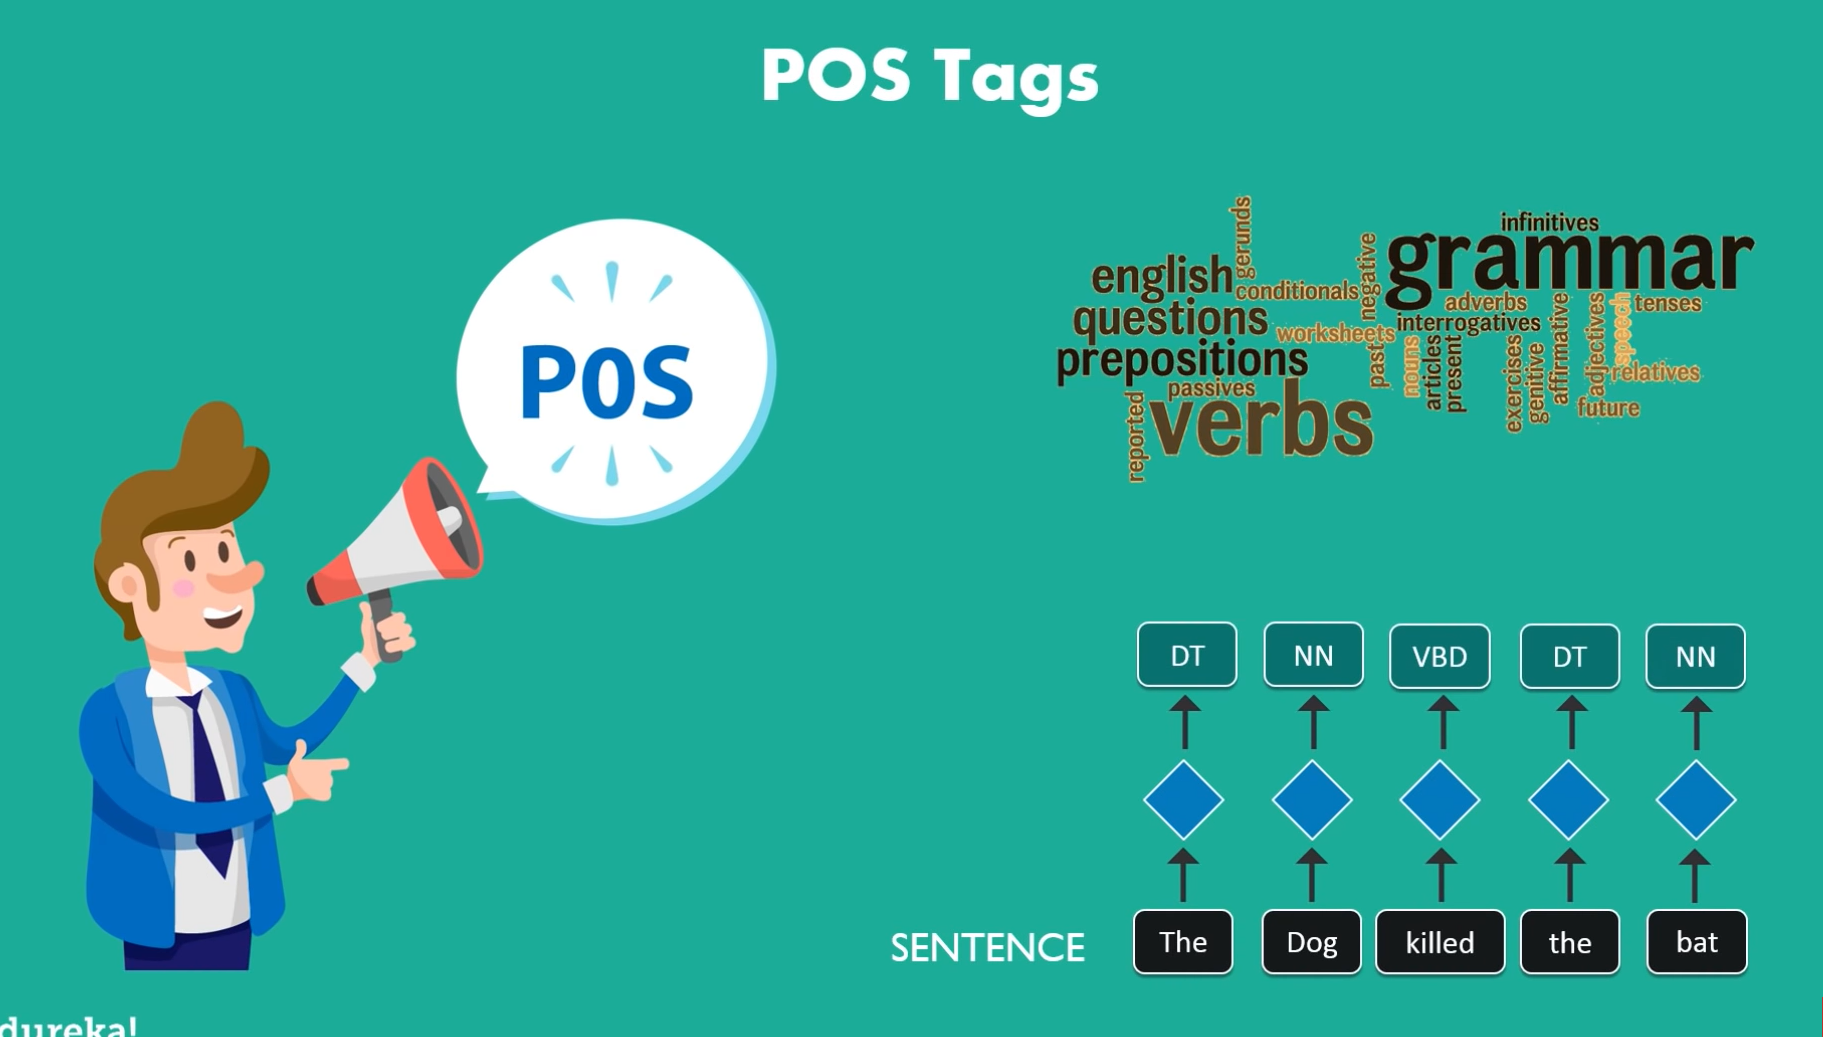 POS Tags
POS
gerunds
english
conditionals
negative
infinitives
grammar
questions
worksheets
adverbs
tenses
interrogatives
prepositions
passives
past
nouns
articles
present
exercises
genitive
affirmative
adjectives
speech
relatives
future
reported
verbs
DT NN VBD DT NN
SENTENCE The Dog killed the bat
dureka!